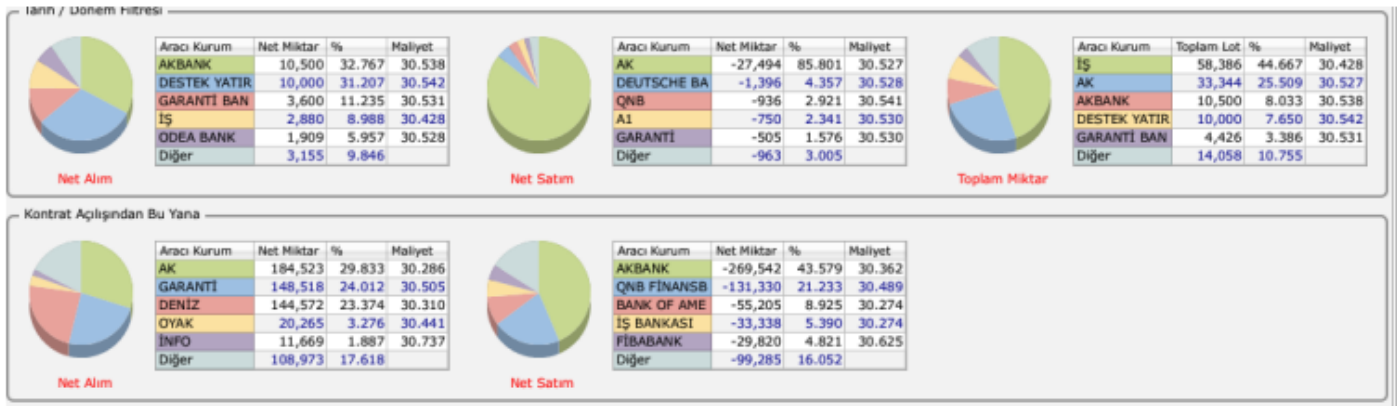 Tarih / Dönem Filtresi
Aracı Kurum Net Miktar % Maliyet
AKBANK 10,500 32.767 30.538
DESTEK YATIR 10,000 31.207 30.542
GARANTİ BAN 3,600 11.235 30.531
İŞ 2,880 8.988 30.428
ODEA BANK 1,909 5.957 30.528
Diğer 3,155 9.846
Net Alım
Aracı Kurum Net Miktar % Maliyet
AK -27,494 85.801 30.527
DEUTSCHE BA -1,396 4.357 30.528
QNB -936 2.921 30.541
A1 -750 2.341 30.530
GARANTİ -505 1.576 30.530
Diğer -963 3.005
Net Satım
Aracı Kurum Toplam Lot % Maliyet
İŞ 58,386 44.667 30.428
AK 33,344 25.509 30.527
AKBANK 10,500 8.033 30.538
DESTEK YATIR 10,000 7.650 30.542
GARANTİ BAN 4,426 3.386 30.531
Diğer 14,058 10.755
Toplam Miktar
Kontrat Açılışından Bu Yana
Aracı Kurum Net Miktar % Maliyet
AK 184,523 29.833 30.286
GARANTİ 148,518 24.012 30.505
DENİZ 144,572 23.374 30.310
OYAK 20,265 3.276 30.441
İNFO 11,669 1.887 30.737
Diğer 108,973 17.618
Net Alım
Aracı Kurum Net Miktar % Maliyet
AKBANK -269,542 43.579 30.362
QNB FİNANSB -131,330 21.233 30.489
BANK OF AME -55,205 8.925 30.274
İŞ BANKASI -33,338 5.390 30.274
FİBABANK -29,820 4.821 30.625
Diğer -99,285 16.052
Net Satım